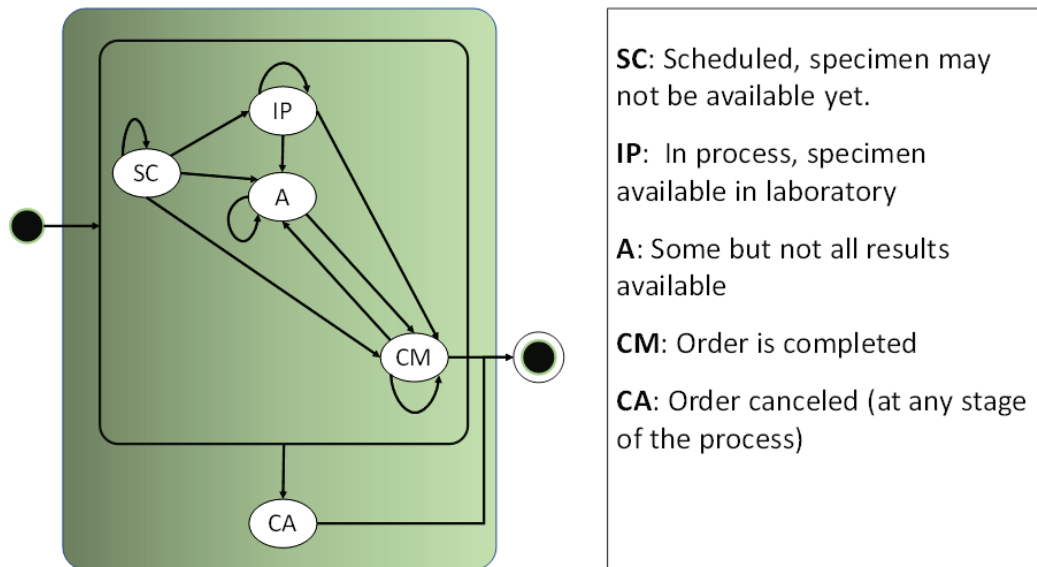 IP
SC
A
CM
CA
SC: Scheduled, specimen may
not be available yet.
IP:  In process, specimen
available in laboratory
A: Some but not all results
available
CM: Order is completed
CA: Order canceled (at any stage
of the process)